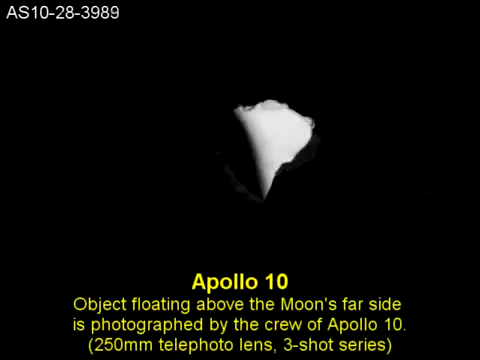 AS10-28-3989
Apollo 10
Object floating above the Moon's far side
is photographed by the crew of Apollo 10.
(250mm telephoto lens, 3-shot series)